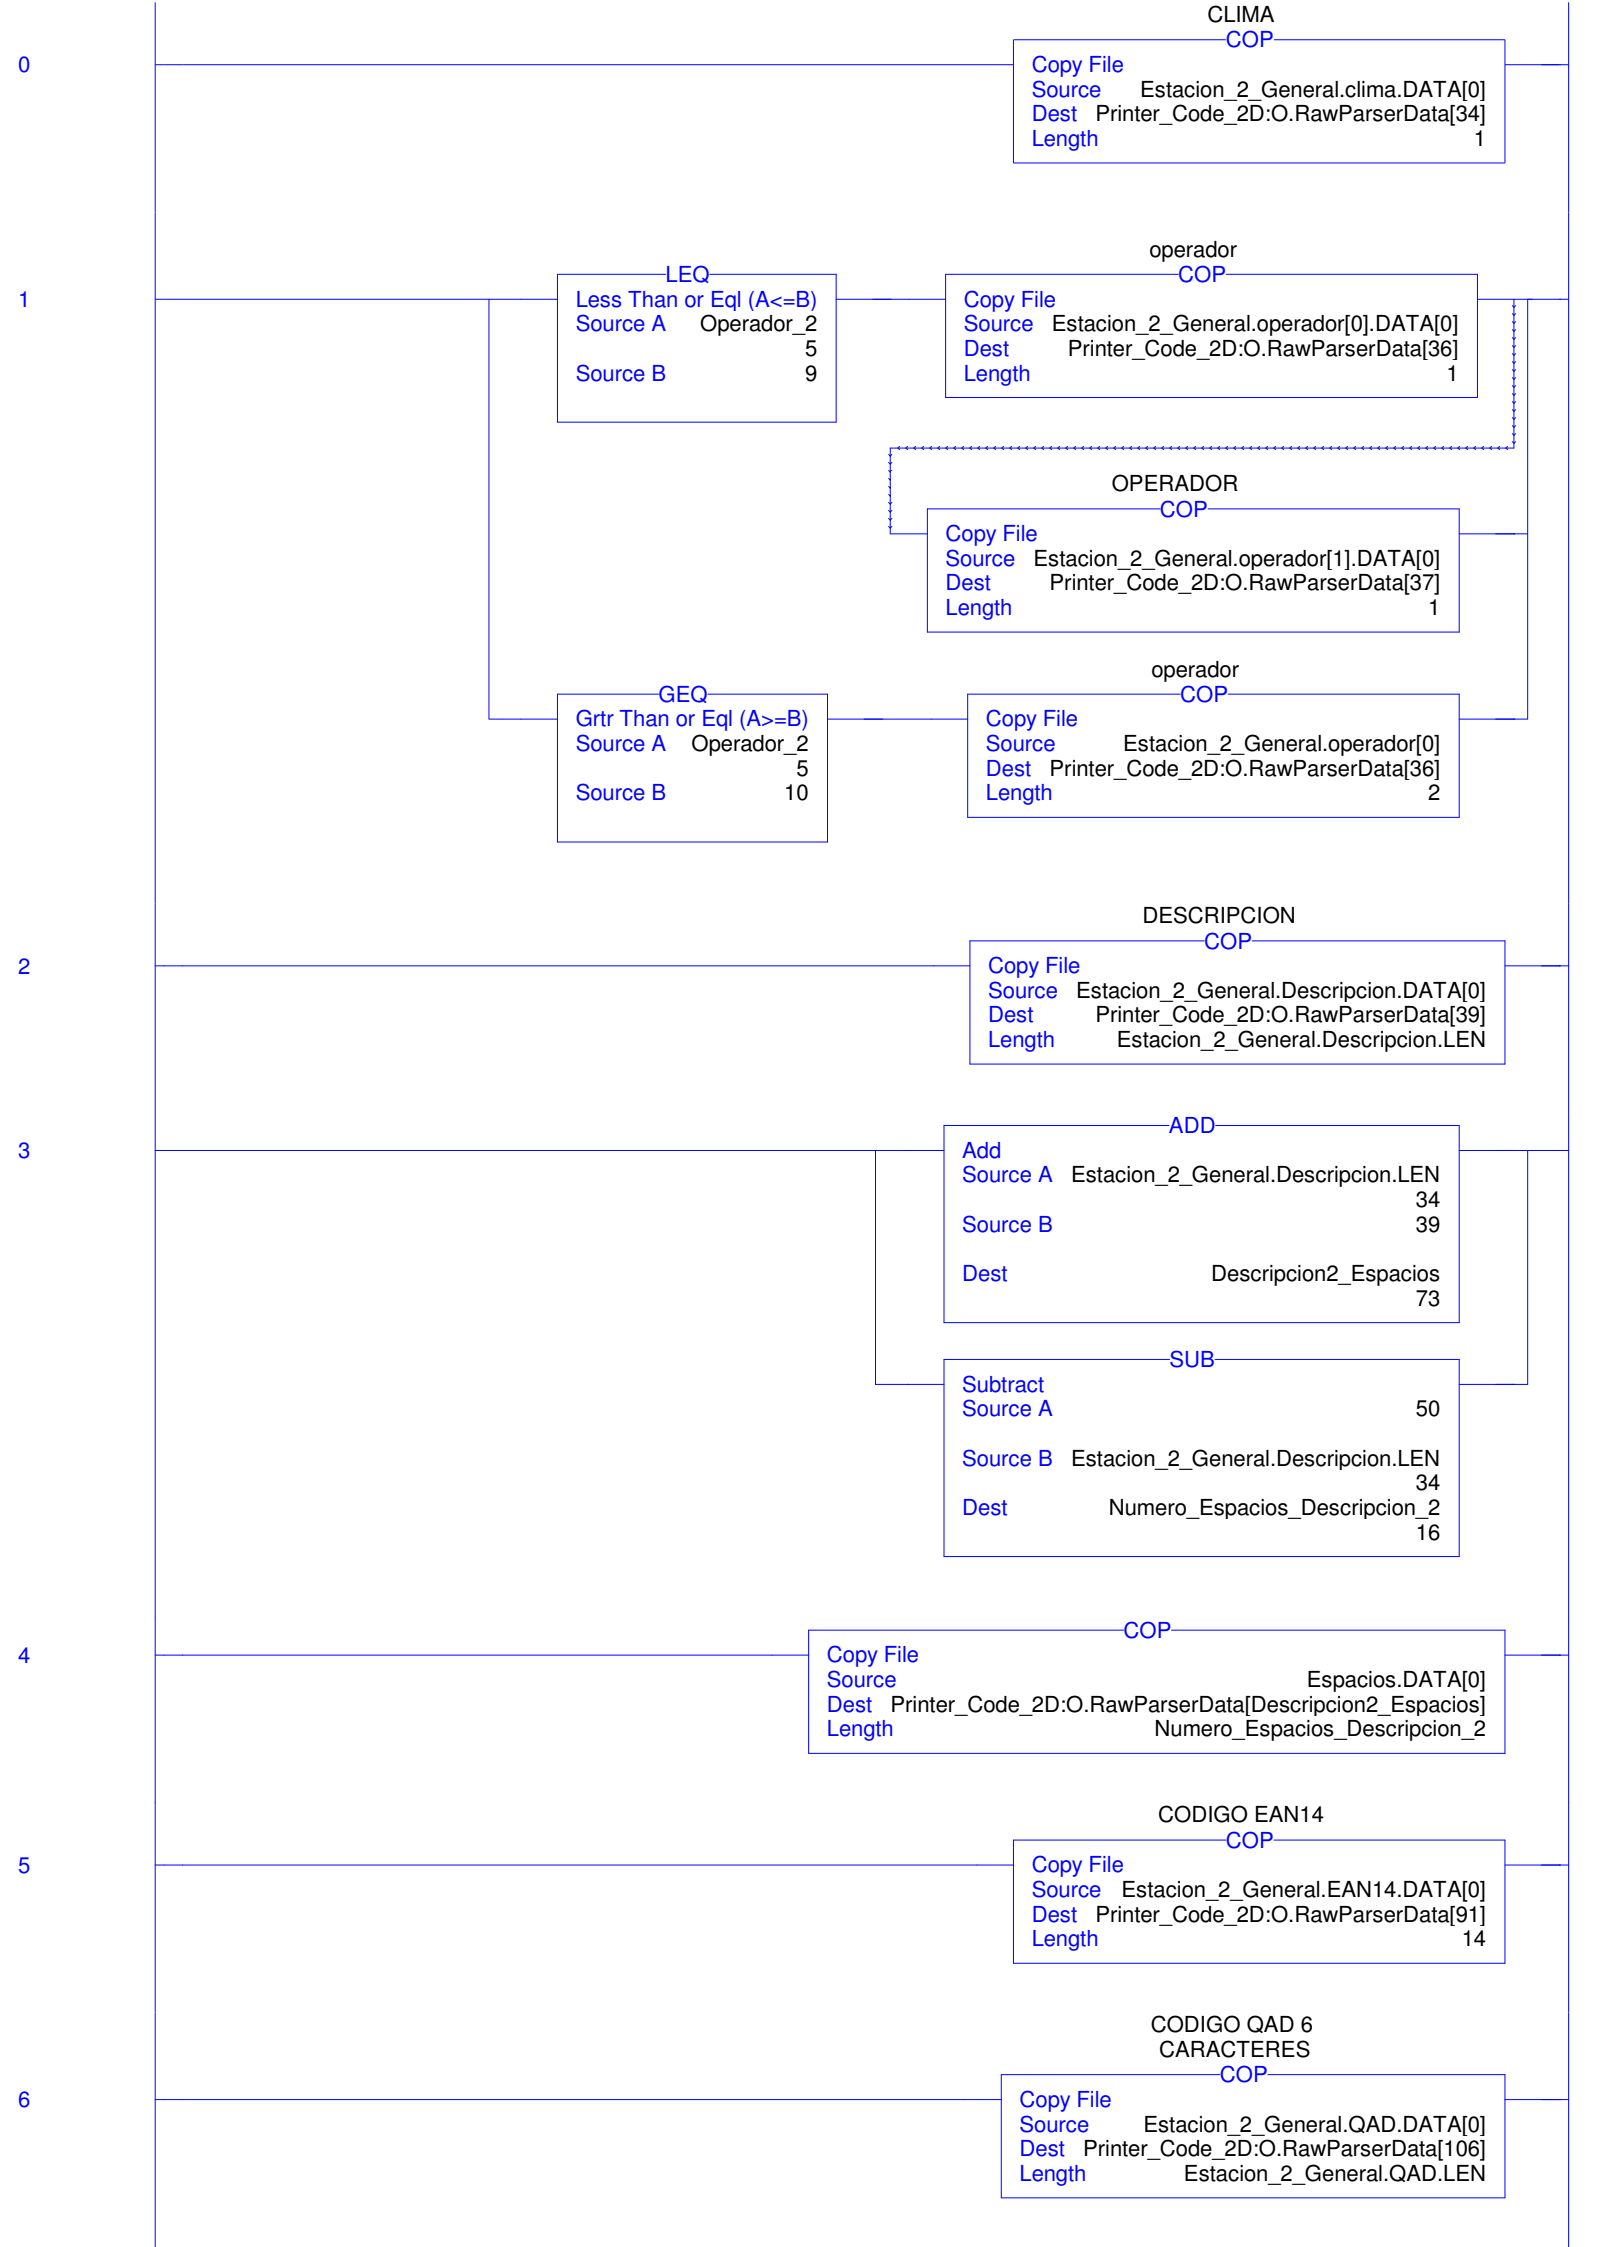 CLIMA
COP
0
Copy File
Source Estacion_2_General.clima.DATA[0]
Dest Printer_Code_2D:O.RawParserData[34]
Length 1
operador
LEQ COP
1
Less Than or Eql (A<=B) Copy File
Source A Operador_2 Source Estacion_2_General.operador[0].DATA[0]
5 Dest Printer_Code_2D:O.RawParserData[36]
Source B 9 Length 1
OPERADOR
COP
Copy File
Source Estacion_2_General.operador[1].DATA[0]
Dest Printer_Code_2D:O.RawParserData[37]
Length 1
operador
GEQ COP
Grtr Than or Eql (A>=B) Copy File
Source A Operador_2 Source Estacion_2_General.operador[0]
5 Dest Printer_Code_2D:O.RawParserData[36]
Source B 10 Length 2
DESCRIPCION
COP
2
Copy File
Source Estacion_2_General.Descripcion.DATA[0]
Dest Printer_Code_2D:O.RawParserData[39]
Length Estacion_2_General.Descripcion.LEN
ADD
3
Add
Source A Estacion_2_General.Descripcion.LEN
34
Source B 39
Dest Descripcion2_Espacios
73
SUB
Subtract
Source A 50
Source B Estacion_2_General.Descripcion.LEN
34
Dest Numero_Espacios_Descripcion_2
16
COP
4
Copy File
Source Espacios.DATA[0]
Dest Printer_Code_2D:O.RawParserData[Descripcion2_Espacios]
Length Numero_Espacios_Descripcion_2
CODIGO EAN14
COP
5
Copy File
Source Estacion_2_General.EAN14.DATA[0]
Dest Printer_Code_2D:O.RawParserData[91]
Length 14
CODIGO QAD 6
CARACTERES
COP
6
Copy File
Source Estacion_2_General.QAD.DATA[0]
Dest Printer_Code_2D:O.RawParserData[106]
Length Estacion_2_General.QAD.LEN